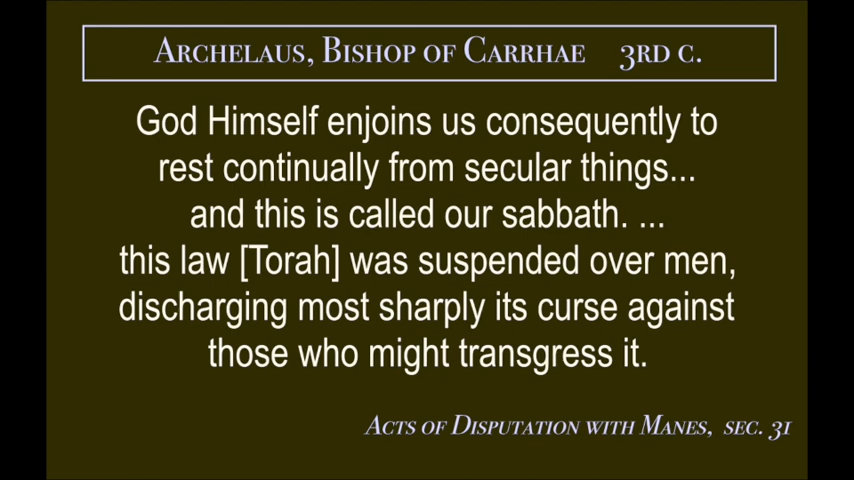 Archelaus, Bishop of Carrhae 3rd c.
God Himself enjoins us consequently to
rest continually from secular things...
and this is called our sabbath. ...
this law [Torah] was suspended over men,
discharging most sharply its curse against
those who might transgress it.
Acts of Disputation with Manes, sec. 31